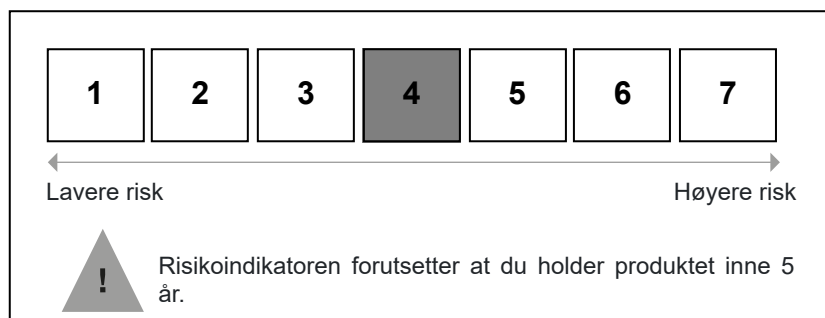 1 2 3 4 5 6 7
Lavere risk Høyere risk
! Risikoindikatoren forutsetter at du holder produktet inne 5
år.